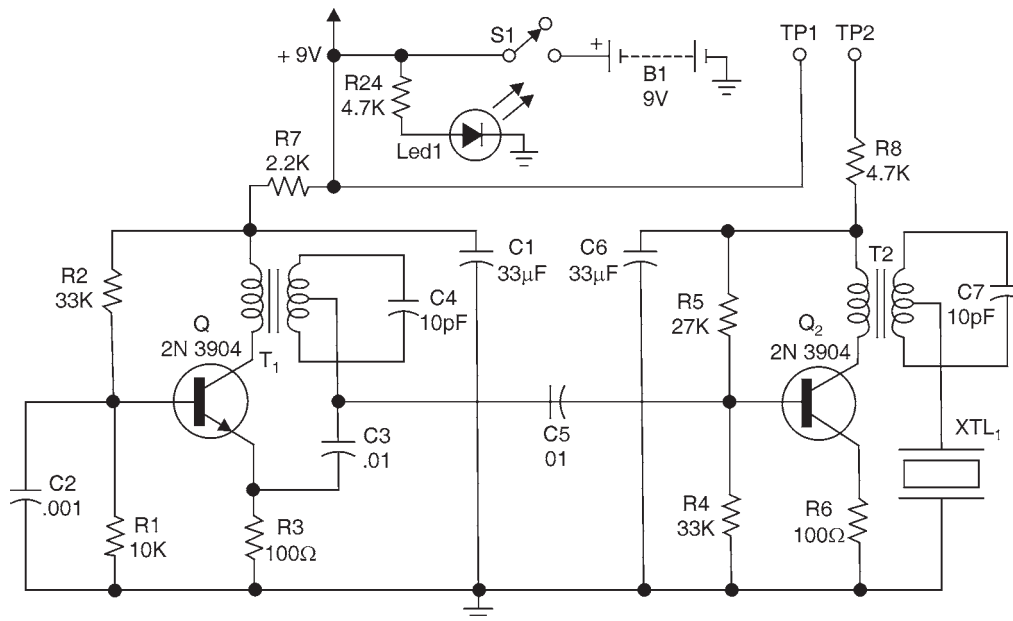 S1
TP1 TP2
+ 9V
+
B1
9V
R24
4.7K
Led1
R7
2.2K
R8
4.7K
R2
33K
C1
33µF
C6
33µF
T2
C4
10pF
R5
27K
C7
10pF
Q
2N 3904
T1
Q2
2N 3904
C3
.01
C5
01
XTL1
C2
.001
R1
10K
R3
100Ω
R4
33K
R6
100Ω